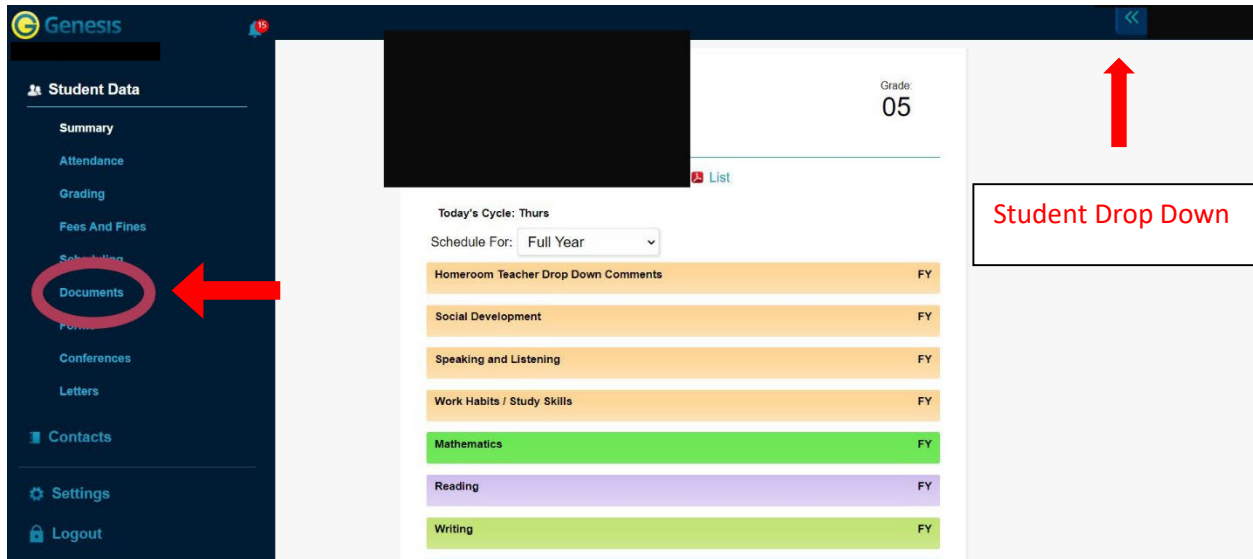 Genesis
15
Student Data
Summary
Attendance
Grading
Fees And Fines
Scheduling
Documents
Forms
Conferences
Letters
Contacts
Settings
Logout
Grade:
05
List
Today's Cycle: Thurs
Schedule For: Full Year
Homeroom Teacher Drop Down Comments FY
Social Development FY
Speaking and Listening FY
Work Habits / Study Skills FY
Mathematics FY
Reading FY
Writing FY
Student Drop Down